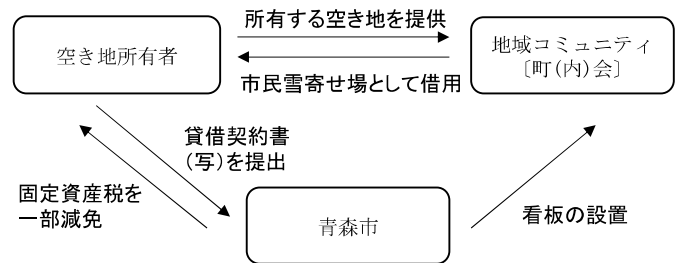 所有する空き地を提供
空き地所有者
地域コミュニティ
〔町(内)会〕
市民雪寄せ場として借用
貸借契約書
(写)を提出
固定資産税を
一部減免
青森市
看板の設置